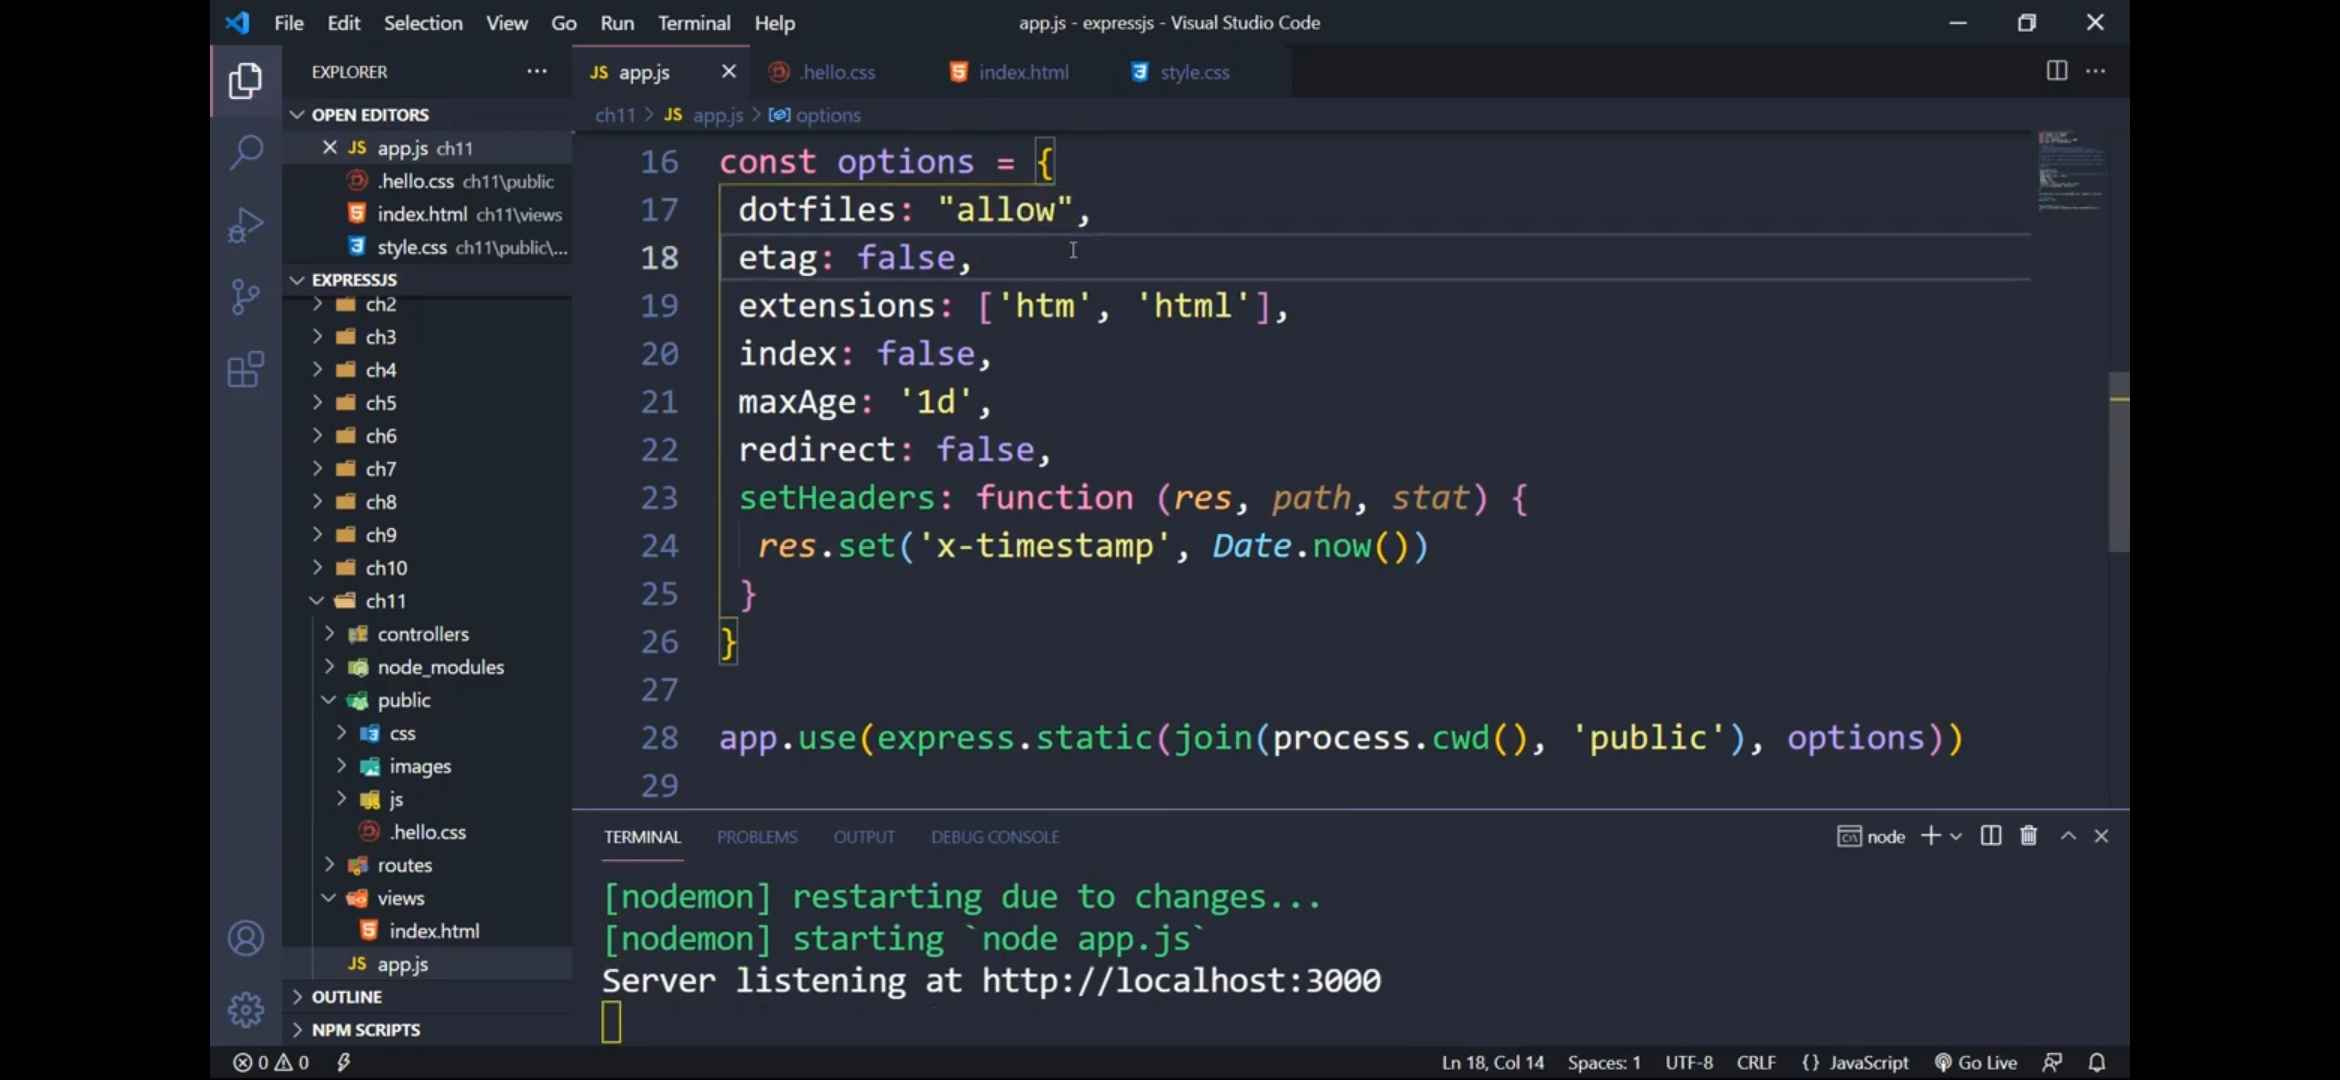 File Edit Selection View Go Run Terminal Help
app.js - expressjs - Visual Studio Code
EXPLORER
OPEN EDITORS
JS app.js ch11
.hello.css ch11\public
index.html ch11\views
style.css ch11\public\...
EXPRESSJS
ch2
ch3
ch4
ch5
ch6
ch7
ch8
ch9
ch10
ch11
controllers
node_modules
public
css
images
js
.hello.css
routes
views
index.html
JS app.js
OUTLINE
NPM SCRIPTS
JS app.js
.hello.css
index.html
style.css
ch11 > JS app.js > options
16 const options = {
17 dotfiles: "allow",
18 etag: false,
19 extensions: ['htm', 'html'],
20 index: false,
21 maxAge: '1d',
22 redirect: false,
23 setHeaders: function (res, path, stat) {
24 res.set('x-timestamp', Date.now())
25 }
26 }
27
28 app.use(express.static(join(process.cwd(), 'public'), options))
29
TERMINAL PROBLEMS OUTPUT DEBUG CONSOLE
node
[nodemon] restarting due to changes...
[nodemon] starting `node app.js`
Server listening at http://localhost:3000
0 0
Ln 18, Col 14 Spaces: 1 UTF-8 CRLF {} JavaScript Go Live